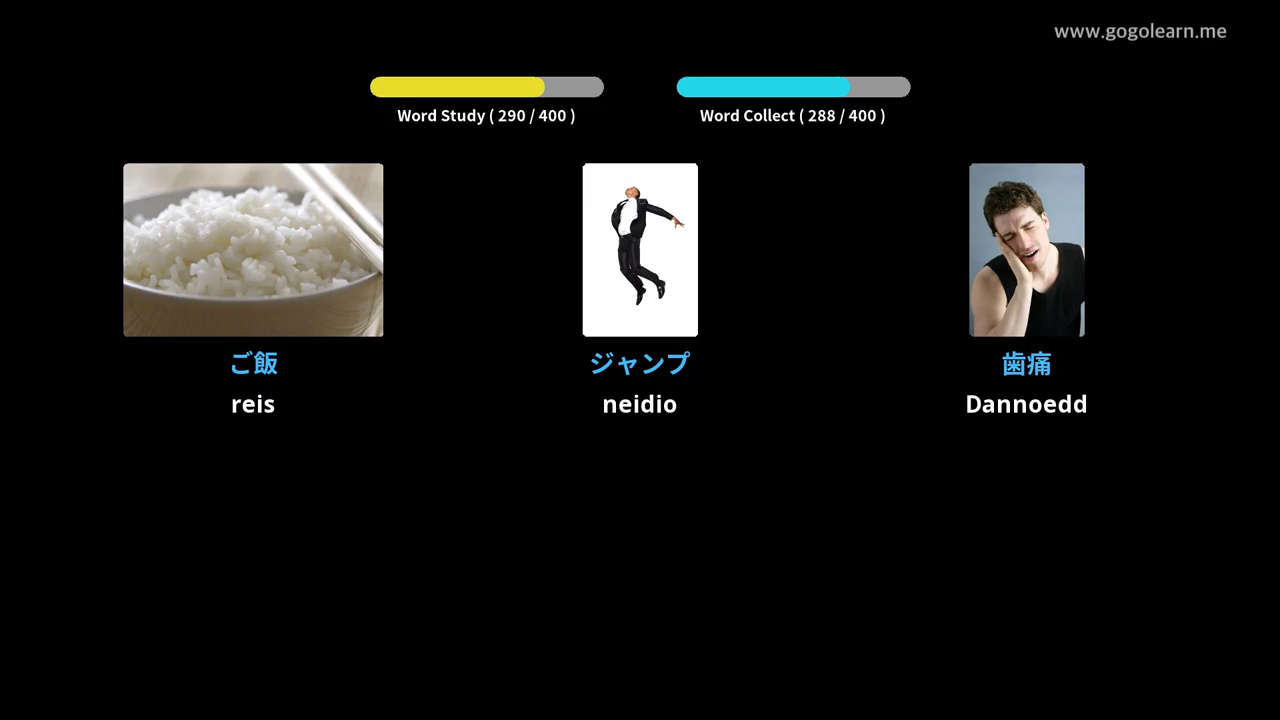 www.gogolearn.me
Word Study ( 290 / 400 )
Word Collect ( 288 / 400 )
ご飯
reis
ジャンプ
neidio
歯痛
Dannoedd